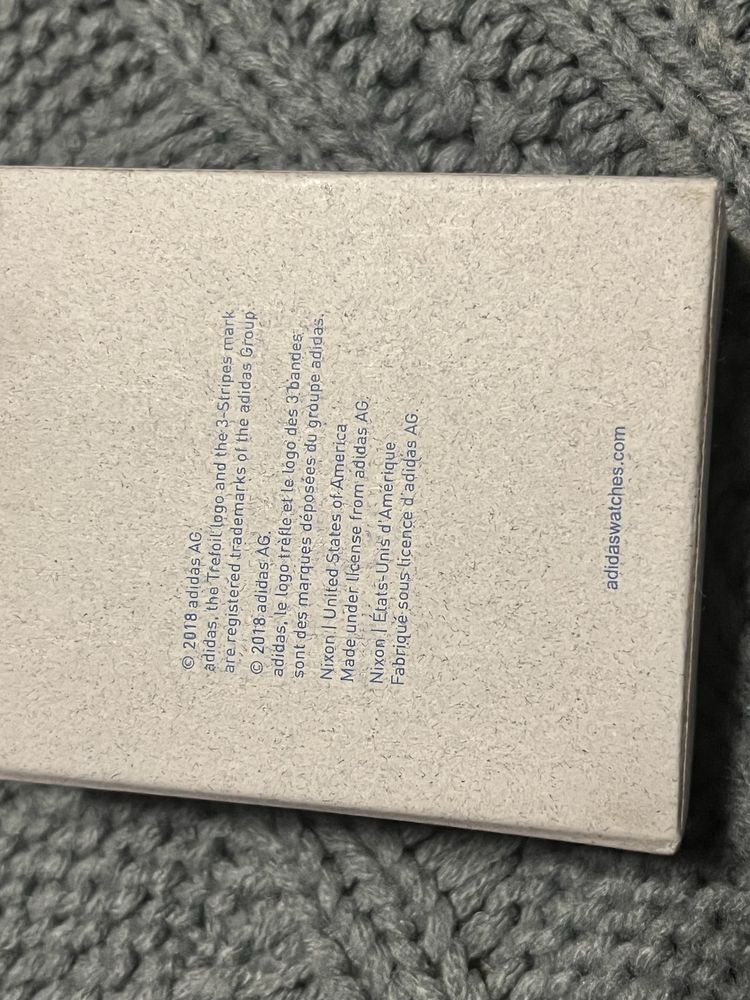 © 2018 adidas AG.
adidas, the Trefoil logo and the 3-Stripes mark
are registered trademarks of the adidas Group.
© 2018 adidas AG.
adidas, le logo trèfle et le logo des 3 bandes
sont des marques déposées du groupe adidas.
Nixon | United States of America
Made under license from adidas AG.
Nixon | États-Unis d'Amérique
Fabriqué sous licence d'adidas AG.
adidaswatches.com